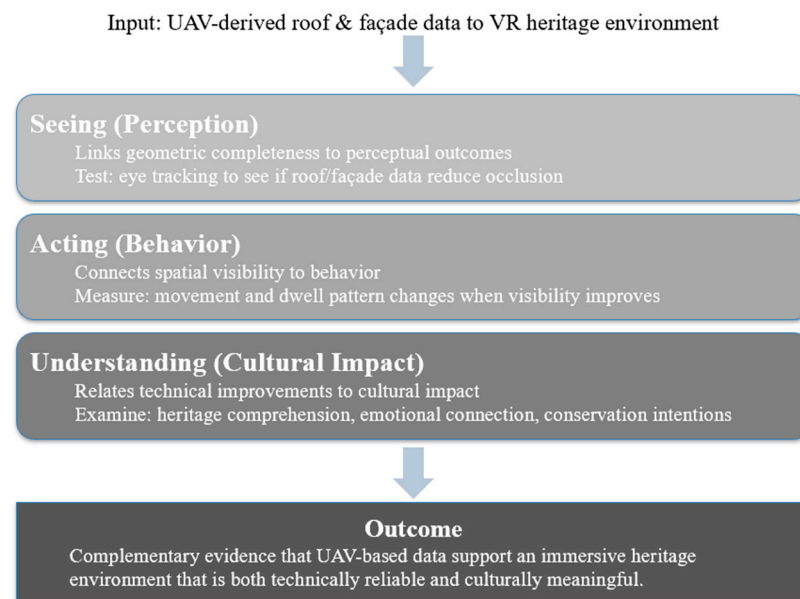 Input: UAV-derived roof & façade data to VR heritage environment
Seeing (Perception)
Links geometric completeness to perceptual outcomes
Test: eye tracking to see if roof/façade data reduce occlusion
Acting (Behavior)
Connects spatial visibility to behavior
Measure: movement and dwell pattern changes when visibility improves
Understanding (Cultural Impact)
Relates technical improvements to cultural impact
Examine: heritage comprehension, emotional connection, conservation intentions
Outcome
Complementary evidence that UAV-based data support an immersive heritage
environment that is both technically reliable and culturally meaningful.